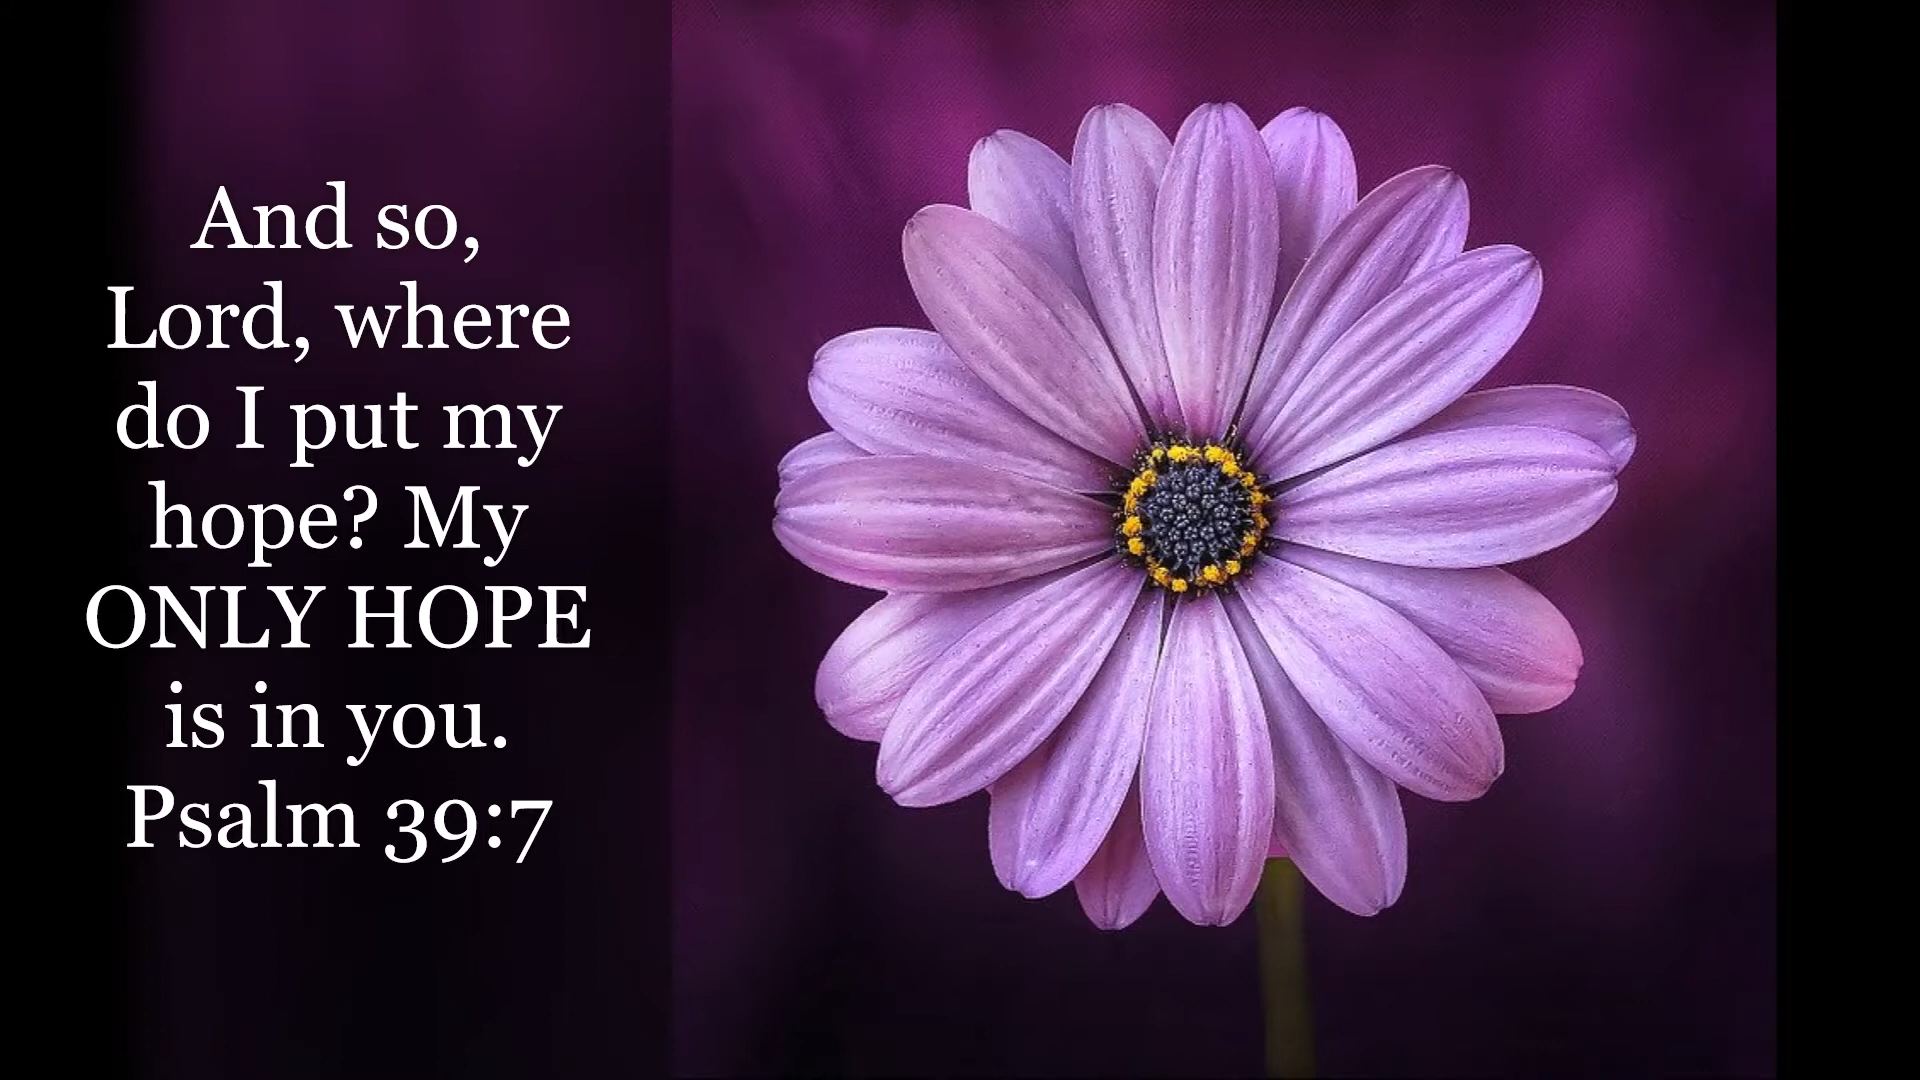 And so,
Lord, where
do I put my
hope? My
ONLY HOPE
is in you.
Psalm 39:7